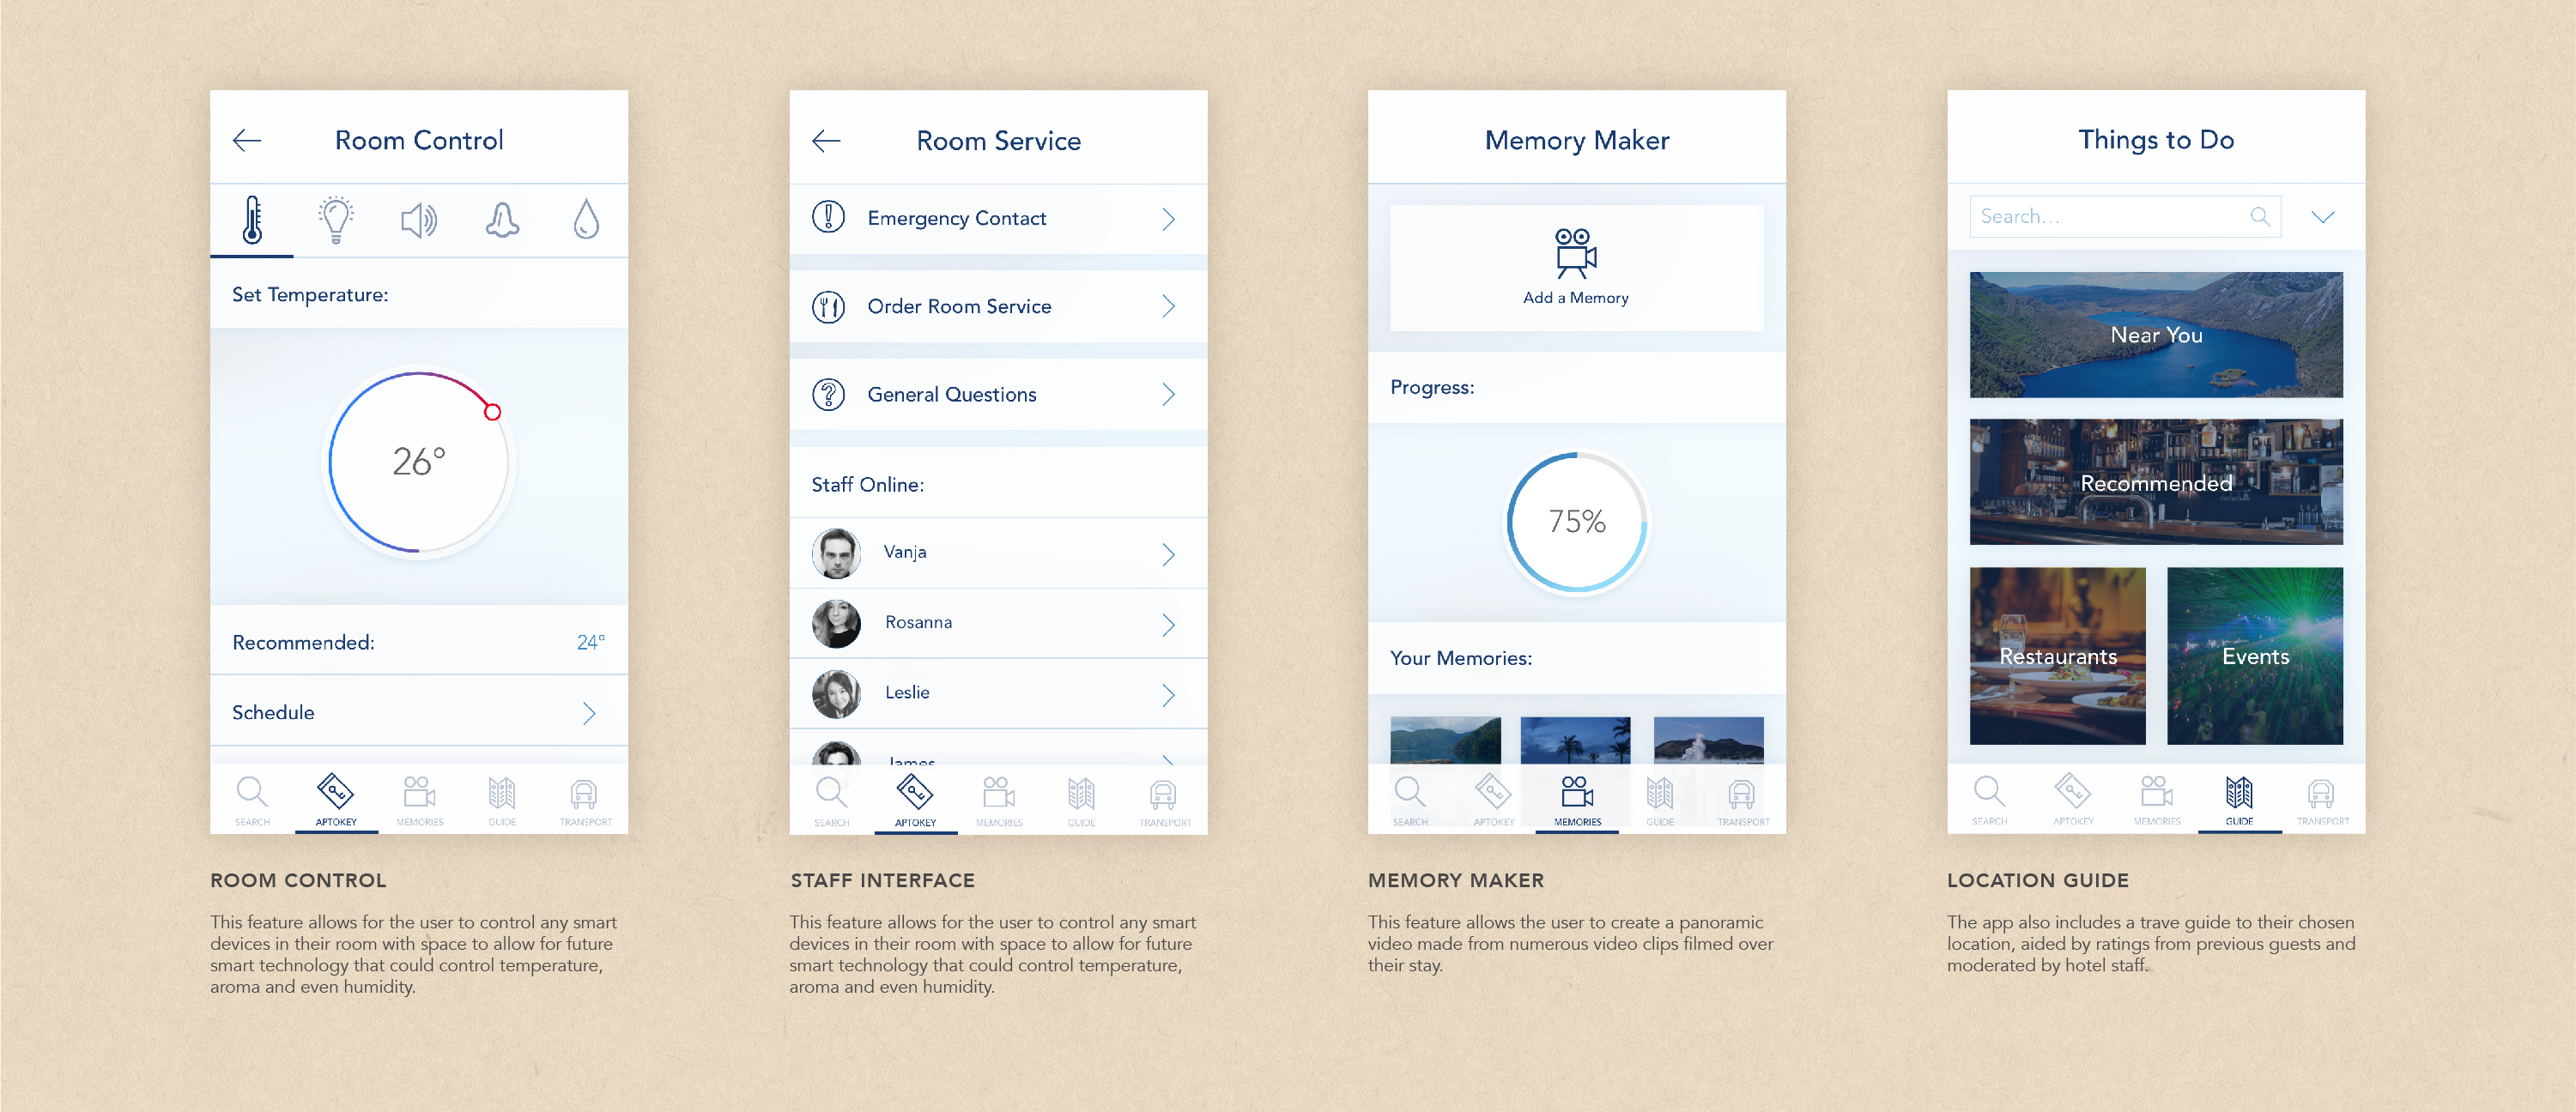 Room Control
Set Temperature:
26°
Recommended: 24°
Schedule
SEARCH APTOKEY MEMORIES GUIDE TRANSPORT
ROOM CONTROL
This feature allows for the user to control any smart
devices in their room with space to allow for future
smart technology that could control temperature,
aroma and even humidity.
Room Service
Emergency Contact
Order Room Service
General Questions
Staff Online:
Vanja
Rosanna
Leslie
James
SEARCH APTOKEY MEMORIES GUIDE TRANSPORT
STAFF INTERFACE
This feature allows for the user to control any smart
devices in their room with space to allow for future
smart technology that could control temperature,
aroma and even humidity.
Memory Maker
Add a Memory
Progress:
75%
Your Memories:
SEARCH APTOKEY MEMORIES GUIDE TRANSPORT
MEMORY MAKER
This feature allows the user to create a panoramic
video made from numerous video clips filmed over
their stay.
Things to Do
Search...
Near You
Recommended
Restaurants Events
SEARCH APTOKEY MEMORIES GUIDE TRANSPORT
LOCATION GUIDE
The app also includes a trave guide to their chosen
location, aided by ratings from previous guests and
moderated by hotel staff.